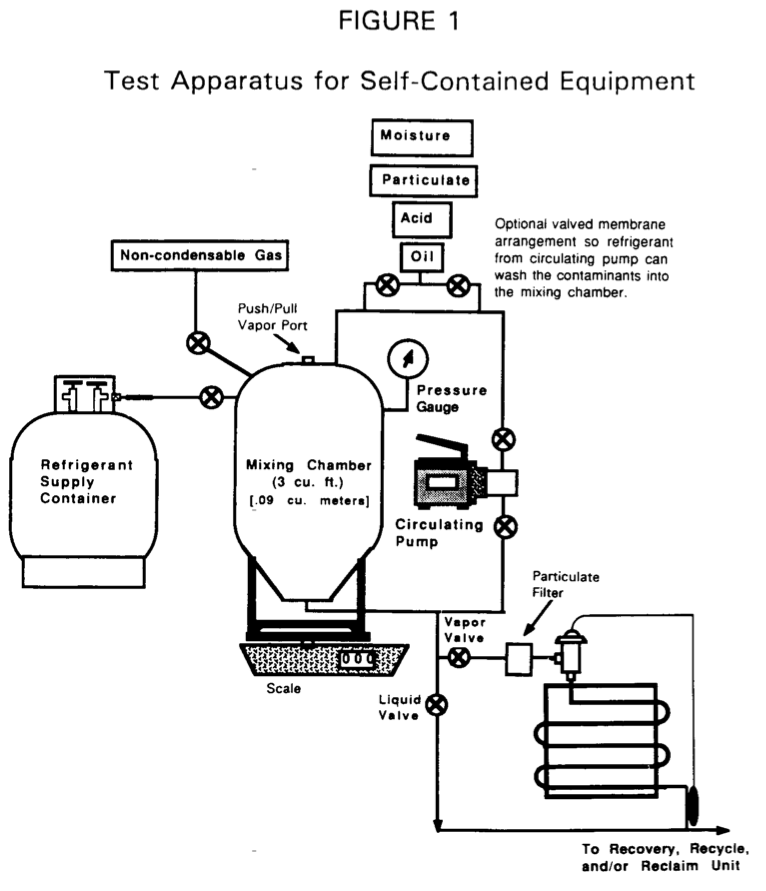 FIGURE 1
Test Apparatus for Self-Contained Equipment
Moisture
Particulate
Acid
Oil
Optional valved membrane
arrangement so refrigerant
from circulating pump can
wash the contaminants into
the mixing chamber.
Non-condensable Gas
Push/Pull
Vapor Port
Pressure
Gauge
Refrigerant
Supply
Container
Mixing Chamber
(3 cu. ft.)
[.09 cu. meters]
Circulating
Pump
Particulate
Filter
Vapor
Valve
000
Scale
Liquid
Valve
To Recovery, Recycle,
and/or Reclaim Unit